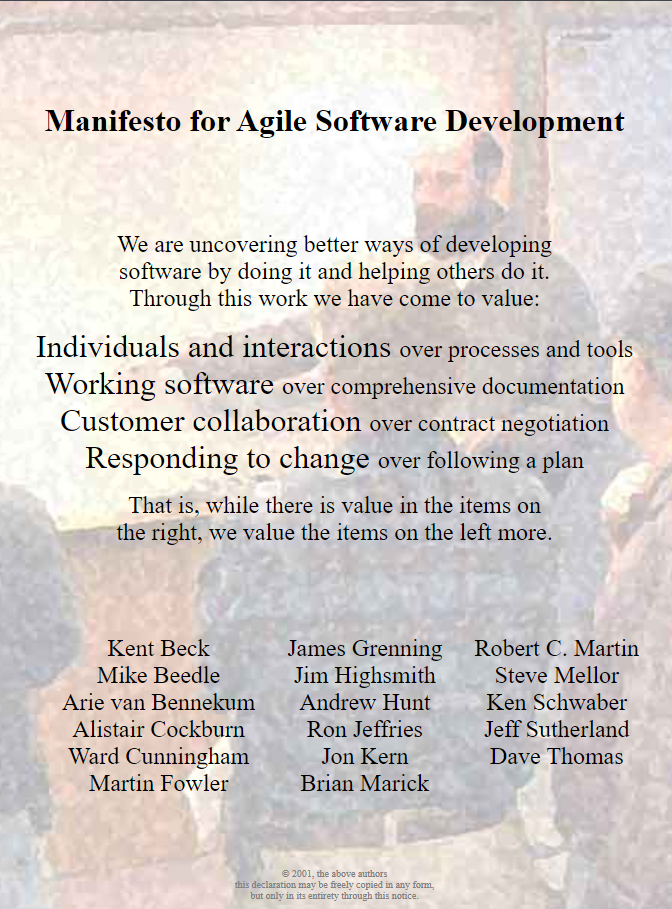 Manifesto for Agile Software Development
We are uncovering better ways of developing
software by doing it and helping others do it.
Through this work we have come to value:
Individuals and interactions over processes and tools
Working software over comprehensive documentation
Customer collaboration over contract negotiation
Responding to change over following a plan
That is, while there is value in the items on
the right, we value the items on the left more.
Kent Beck
Mike Beedle
Arie van Bennekum
Alistair Cockburn
Ward Cunningham
Martin Fowler
James Grenning
Jim Highsmith
Andrew Hunt
Ron Jeffries
Jon Kern
Brian Marick
Robert C. Martin
Steve Mellor
Ken Schwaber
Jeff Sutherland
Dave Thomas
© 2001, the above authors
this declaration may be freely copied in any form,
but only in its entirety through this notice.